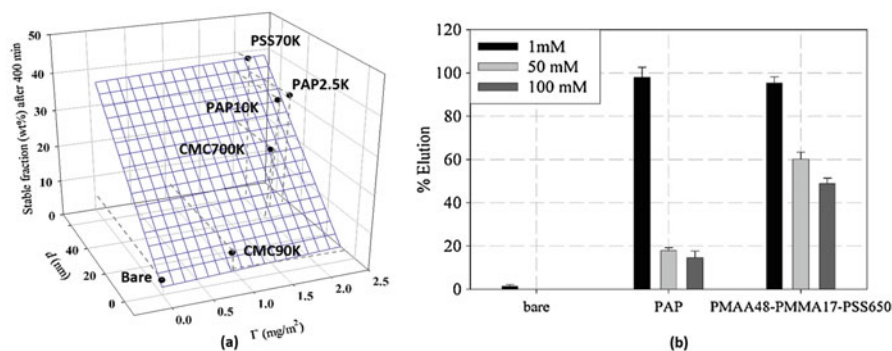 50
40
30
20
10
0
Stable fraction (wt%) after 400 min
40
20
0
d (nm)
0.0
0.5
1.0
1.5
2.0
2.5
Γ (mg/m²)
PSS70K
PAP2.5K
PAP10K
CMC700K
CMC90K
Bare
(a)
120
100
80
60
40
20
0
% Elution
1mM
50 mM
100 mM
bare
PAP
PMAA48-PMMA17-PSS650
(b)